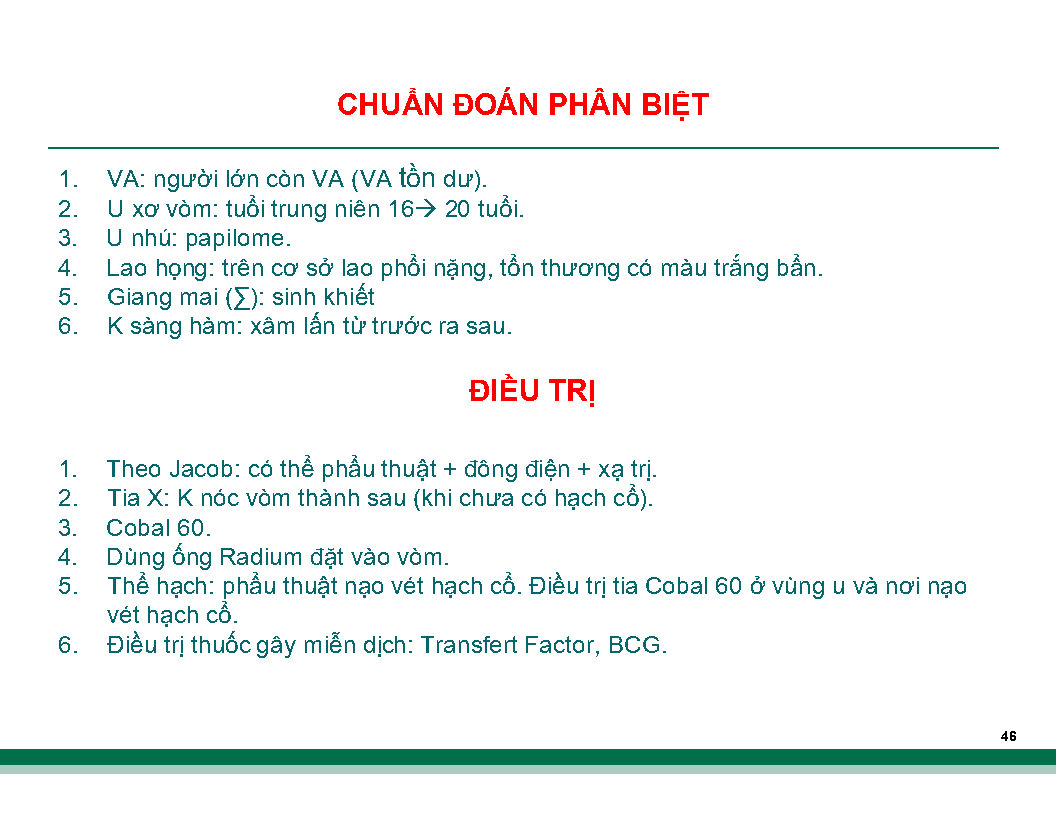 CHUẨN ĐOÁN PHÂN BIỆT
1. VA: người lớn còn VA (VA tồn dư).
2. U xơ vòm: tuổi trung niên 16→ 20 tuổi.
3. U nhú: papilome.
4. Lao họng: trên cơ sở lao phổi nặng, tổn thương có màu trắng bẩn.
5. Giang mai (∑): sinh khiết
6. K sàng hàm: xâm lấn từ trước ra sau.
ĐIỀU TRỊ
1. Theo Jacob: có thể phẩu thuật + đông điện + xạ trị.
2. Tia X: K nóc vòm thành sau (khi chưa có hạch cổ).
3. Cobal 60.
4. Dùng ống Radium đặt vào vòm.
5. Thể hạch: phẩu thuật nạo vét hạch cổ. Điều trị tia Cobal 60 ở vùng u và nơi nạo
vét hạch cổ.
6. Điều trị thuốc gây miễn dịch: Transfert Factor, BCG.
46